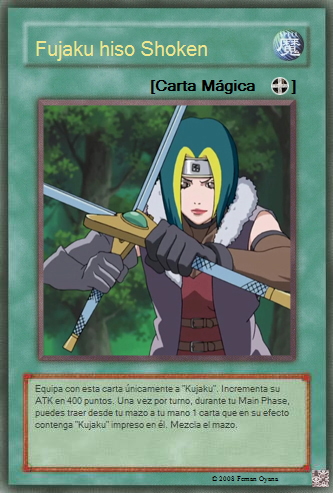 Fujaku hiso Shoken
魔
[Carta Mágica ]
Equipa con esta carta únicamente a "Kujaku". Incrementa su
ATK en 400 puntos. Una vez por turno, durante tu Main Phase,
puedes traer desde tu mazo a tu mano 1 carta que en su efecto
contenga "Kujaku" impreso en él. Mezcla el mazo.
©2008 Fernan Oyana